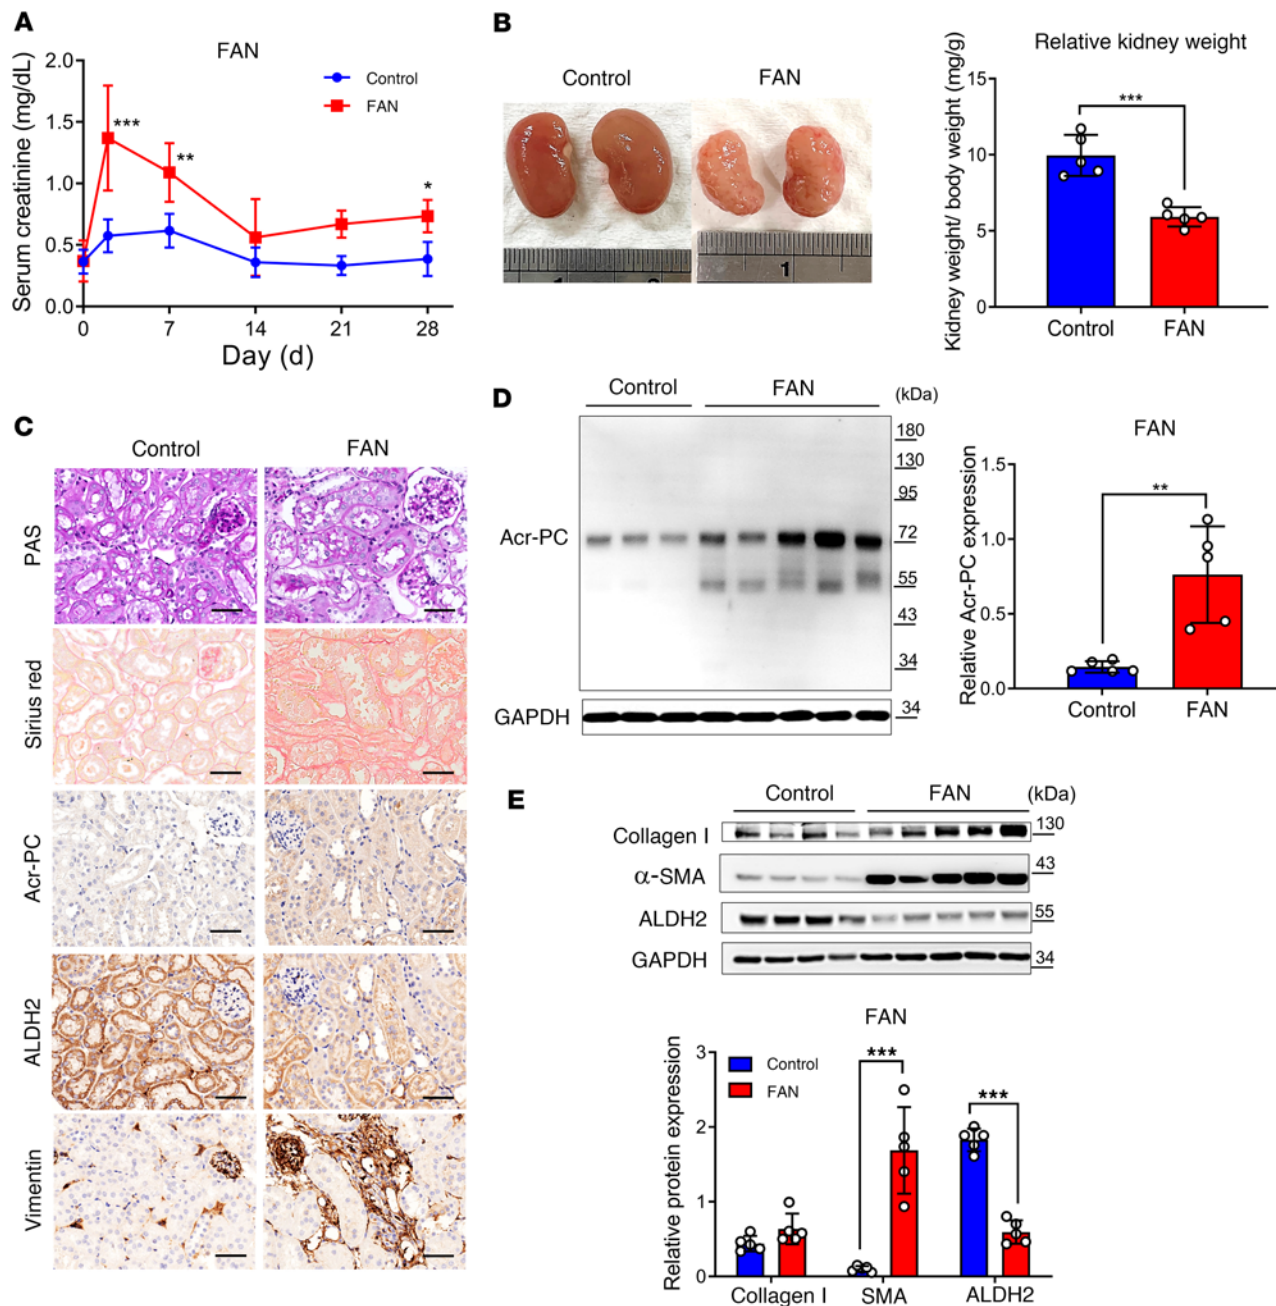 A
FAN
Serum creatinine (mg/dL)
2.0
1.5
1.0
0.5
0.0
Control
FAN
***
**
*
0 7 14 21 28
Day (d)
B
Control FAN
1
Relative kidney weight
Kidney weight/ body weight (mg/g)
15
10
5
0
***
Control FAN
C
Control FAN
PAS
Sirius red
Acr-PC
ALDH2
Vimentin
D
Control FAN (kDa)
Acr-PC
180
130
95
72
55
43
34
GAPDH
34
FAN
Relative Acr-PC expression
1.5
1.0
0.5
0.0
**
Control FAN
E
Control FAN (kDa)
Collagen I 130
α-SMA 43
ALDH2 55
GAPDH 34
FAN
Relative protein expression
3
2
1
0
Control
FAN
***
***
Collagen I SMA ALDH2